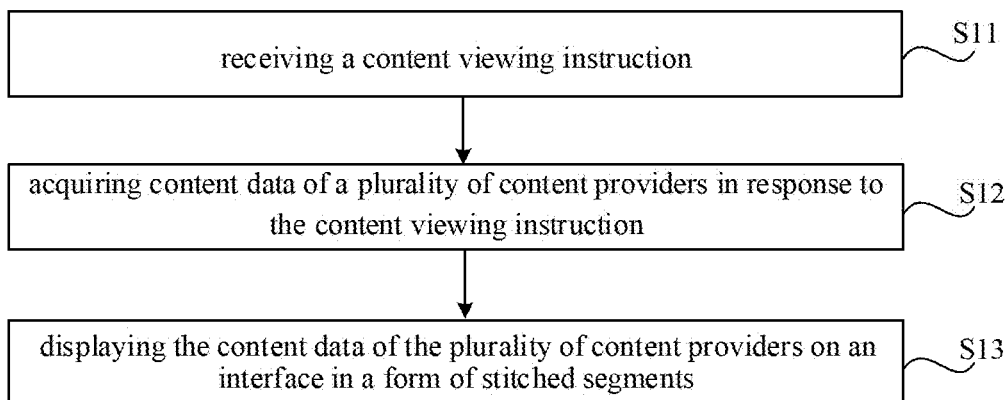 receiving a content viewing instruction
S11
acquiring content data of a plurality of content providers in response to
the content viewing instruction
S12
displaying the content data of the plurality of content providers on an
interface in a form of stitched segments
S13